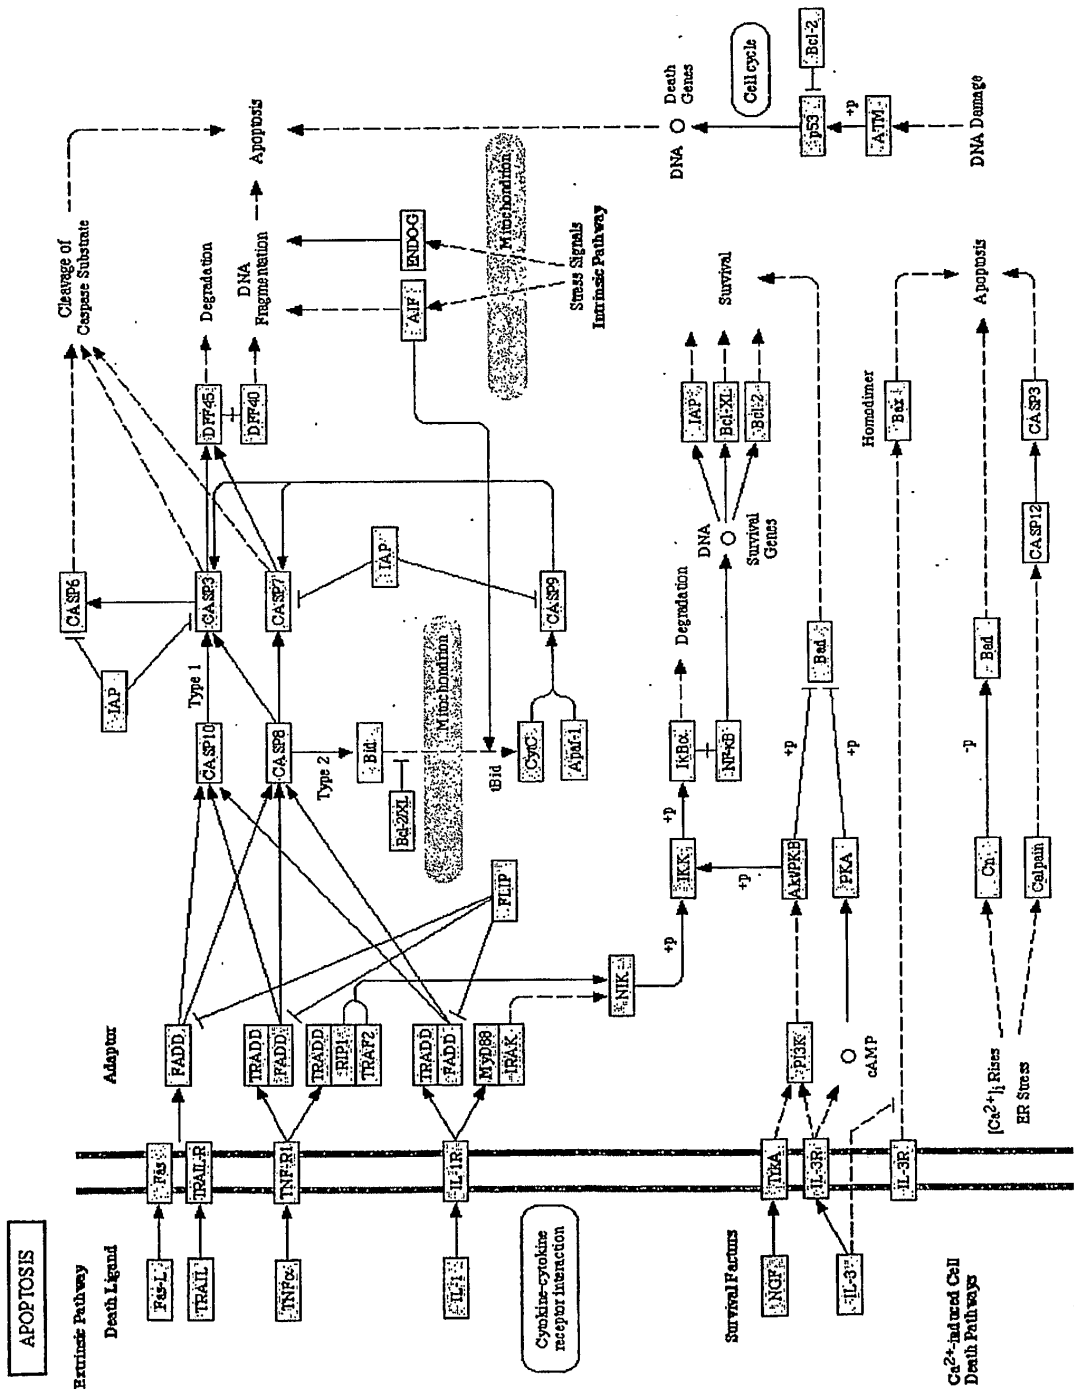 APOPTOSIS
Extrinsic Pathway
Death Ligand
Adaptor
Fas-L
Fas
FADD
TRAIL
TRAIL-R
TNFα
TNF-R1
TRADD
FADD
TRADD
RIP1
TRAF2
IL-1
IL-1R
TRADD
FADD
MyD88
IRAK
FLIP
NIK
Cytokine-cytokine
receptor interaction
CASP10
CASP8
Type 1
Type 2
Bid
Bcl-2/XL
Mitochondrion
tBid
CytC
Apaf-1
IAP
CASP6
CASP3
CASP7
IAP
CASP9
DFF45
DFF40
Cleavage of
Caspase Substrate
Degradation
DNA
Fragmentation
Apoptosis
AIF
ENDO-G
Mitochondrion
Stress Signals
Intrinsic Pathway
+p
IKK
+p
IκBα
Degradation
NF-κB
DNA
Survival
Genes
IAP
Bcl-XL
Bcl-2
Survival
DNA
Death
Genes
Cell cycle
p53
Bcl-2
+p
ATM
DNA Damage
Survival Factors
NGF
TrkA
PI3K
+p
Akt/PKB
+p
Bad
IL-3
IL-3R
cAMP
PKA
+p
IL-3R
Homodimer
Bax
Ca2+-induced Cell
Death Pathways
[Ca2+]i Rises
ER Stress
Cn
-p
Bad
Apoptosis
Calpain
CASP12
CASP3